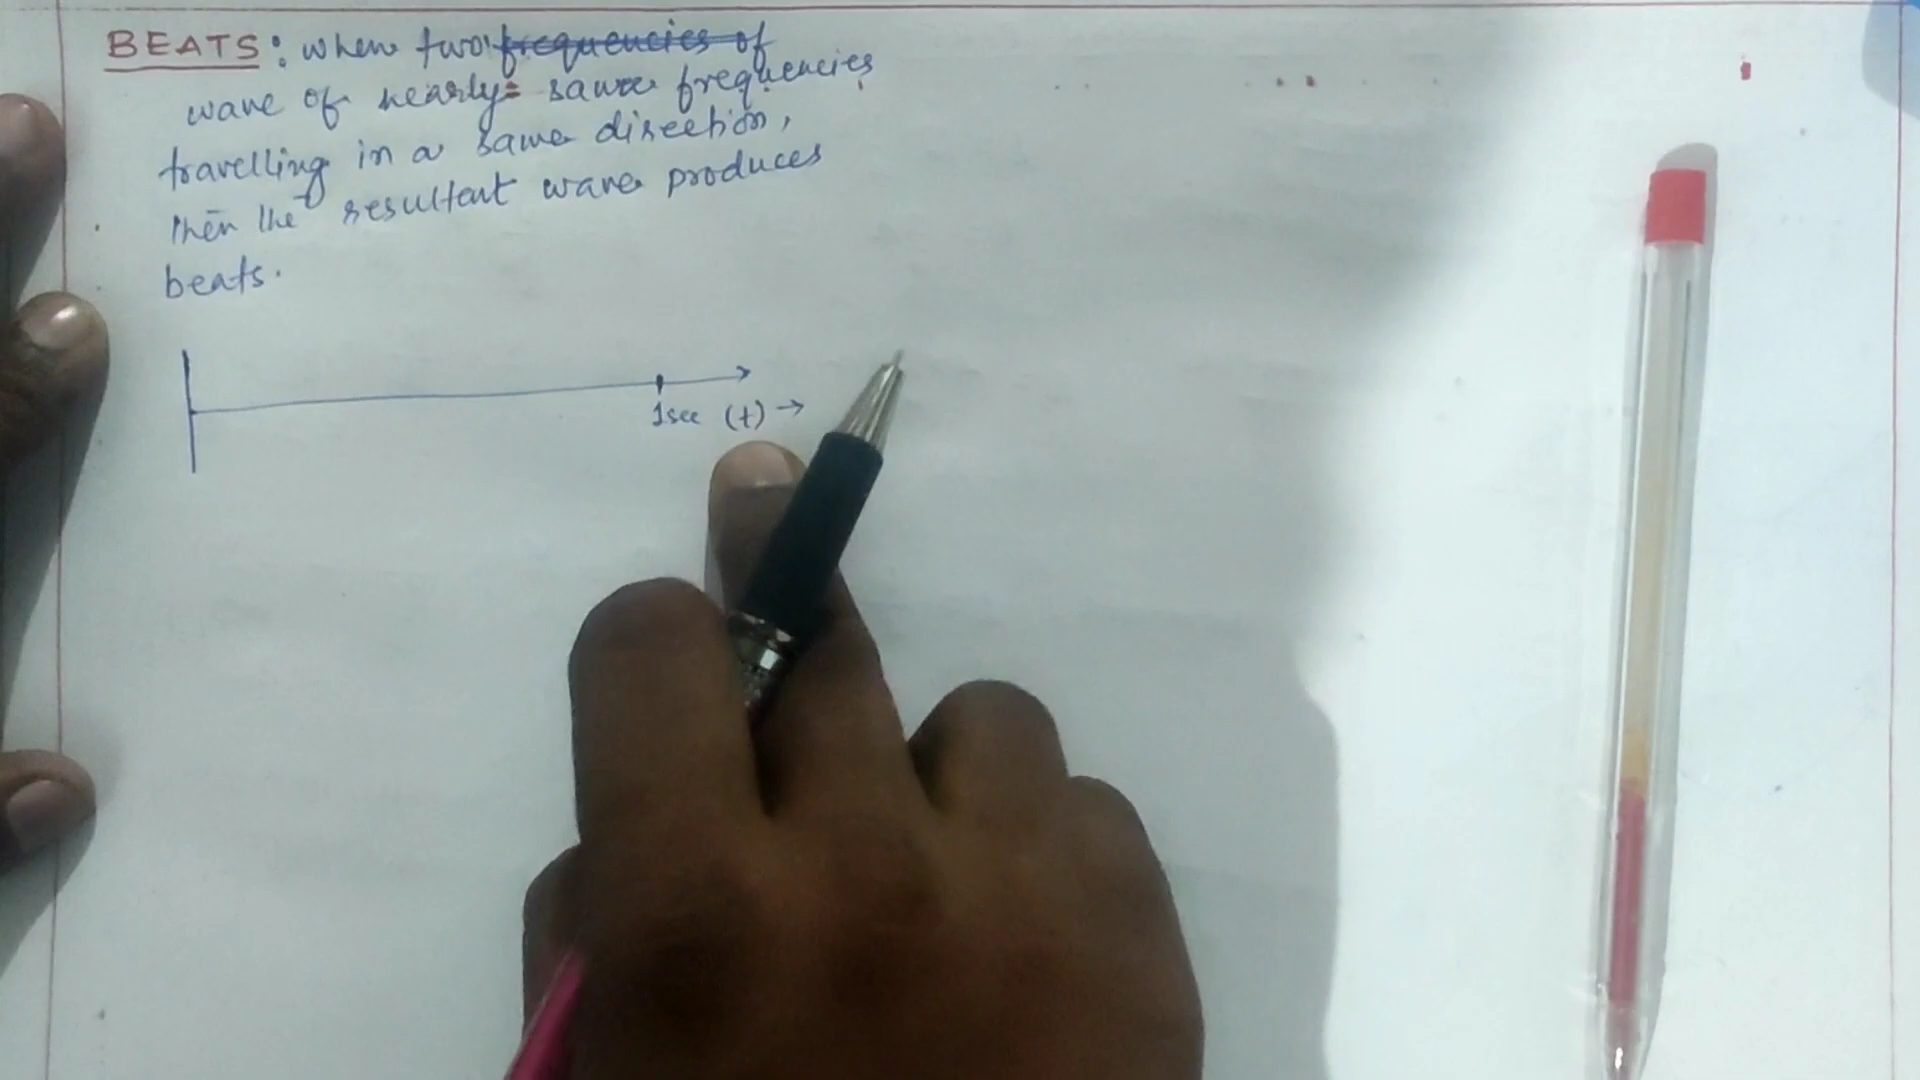 BEATS: when two frequencies of
wave of nearly same frequencies
travelling in a same direction,
then the resultant wave produces
beats.
1sec (t) →